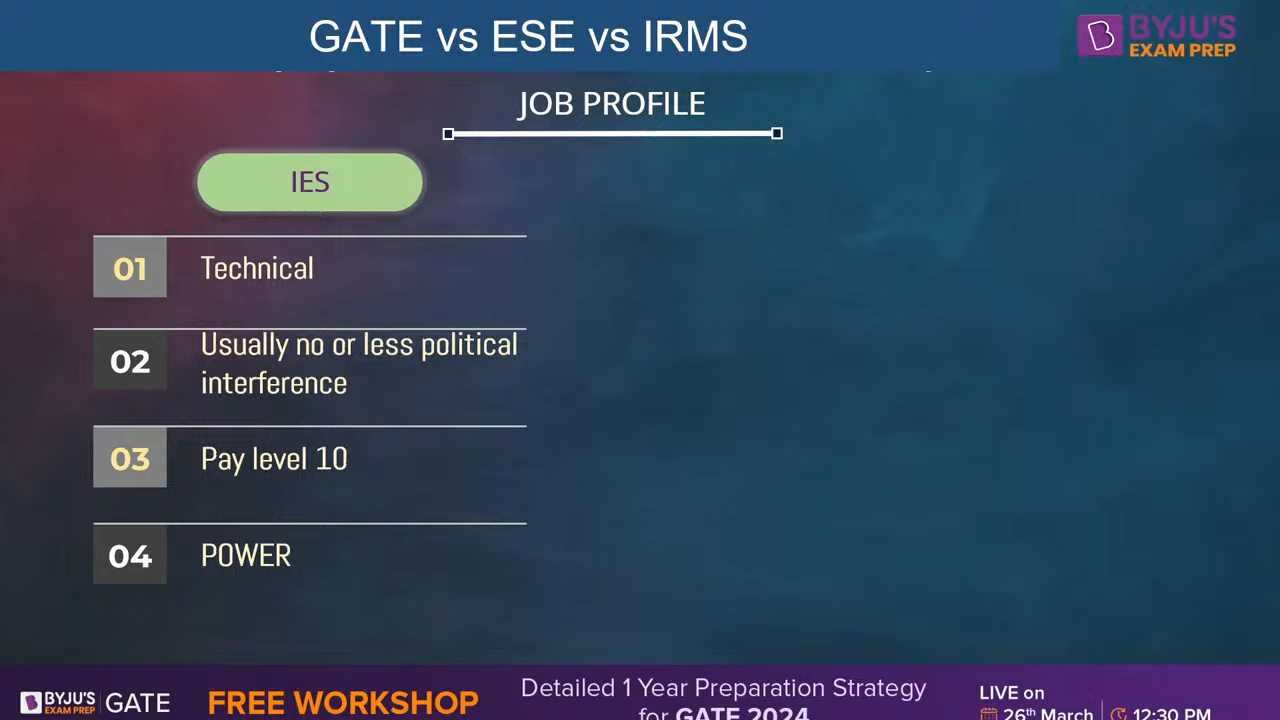 GATE vs ESE vs IRMS
BYJU'S
EXAM PREP
JOB PROFILE
IES
01 Technical
02 Usually no or less political
interference
03 Pay level 10
04 POWER
BYJU'S
EXAM PREP
GATE
FREE WORKSHOP
Detailed 1 Year Preparation Strategy
for GATE 2024
LIVE on
26th March
12:30 PM